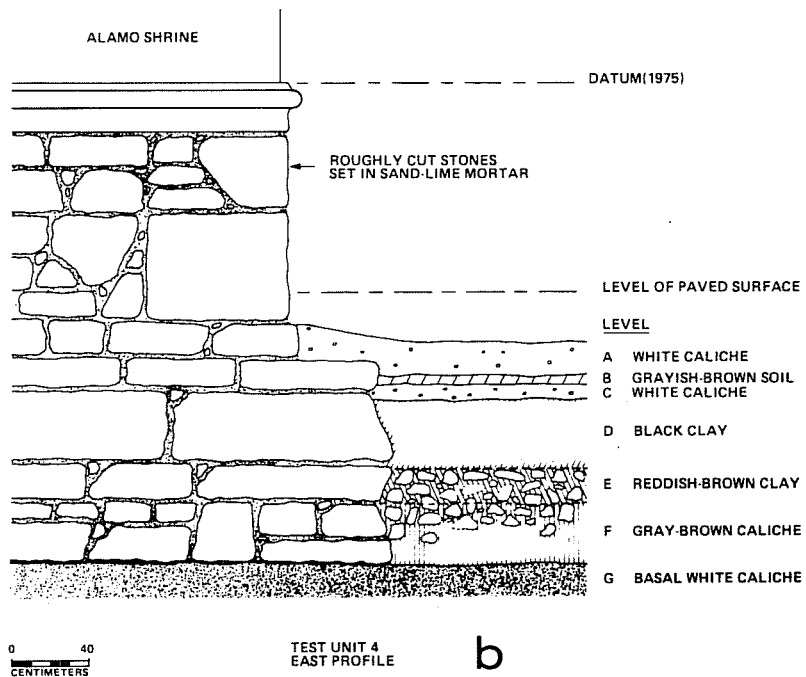 ALAMO SHRINE
DATUM(1975)
ROUGHLY CUT STONES
SET IN SAND-LIME MORTAR
LEVEL OF PAVED SURFACE
LEVEL
A WHITE CALICHE
B GRAYISH-BROWN SOIL
C WHITE CALICHE
D BLACK CLAY
E REDDISH-BROWN CLAY
F GRAY-BROWN CALICHE
G BASAL WHITE CALICHE
0 40
CENTIMETERS
TEST UNIT 4
EAST PROFILE
b